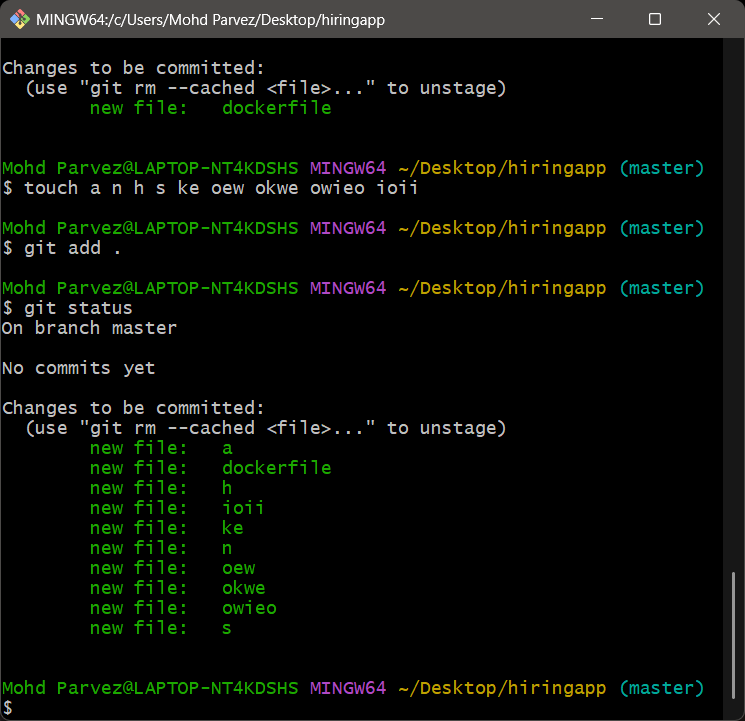 MINGW64:/c/Users/Mohd Parvez/Desktop/hiringapp
Changes to be committed:
  (use "git rm --cached <file>..." to unstage)
        new file:   dockerfile

Mohd Parvez@LAPTOP-NT4KDSHS MINGW64 ~/Desktop/hiringapp (master)
$ touch a n h s ke oew okwe owieo ioii

Mohd Parvez@LAPTOP-NT4KDSHS MINGW64 ~/Desktop/hiringapp (master)
$ git add .

Mohd Parvez@LAPTOP-NT4KDSHS MINGW64 ~/Desktop/hiringapp (master)
$ git status
On branch master

No commits yet

Changes to be committed:
  (use "git rm --cached <file>..." to unstage)
        new file:   a
        new file:   dockerfile
        new file:   h
        new file:   ioii
        new file:   ke
        new file:   n
        new file:   oew
        new file:   okwe
        new file:   owieo
        new file:   s

Mohd Parvez@LAPTOP-NT4KDSHS MINGW64 ~/Desktop/hiringapp (master)
$